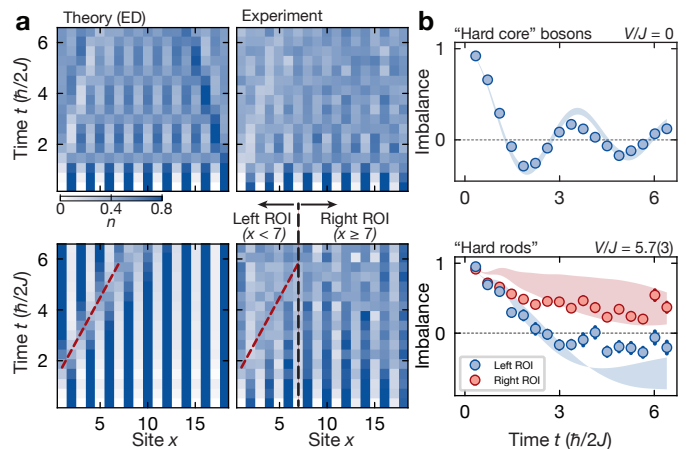 a
Theory (ED)
Experiment
b
"Hard core" bosons
V/J = 0
Time t (ℏ/2J)
6
4
2
Imbalance
1
0
0
3
6
5
10
15
0
0.4
0.8
n
Left ROI
(x < 7)
Right ROI
(x ≥ 7)
"Hard rods"
V/J = 5.7(3)
Time t (ℏ/2J)
6
4
2
Imbalance
1
0
Left ROI
Right ROI
5
10
15
5
10
15
0
3
6
Site x
Site x
Time t (ℏ/2J)